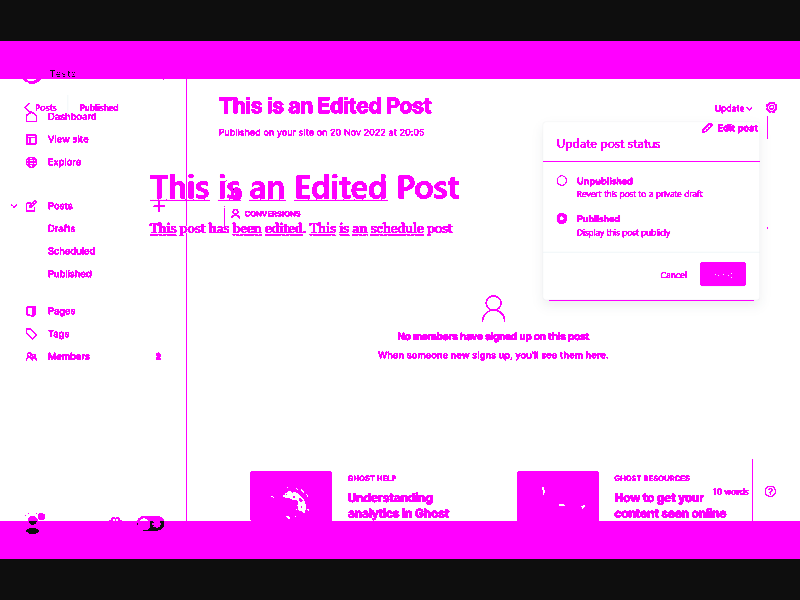 Posts
Published
Dashboard
View site
Explore
Posts
Drafts
Scheduled
Published
Pages
Tags
Members
This is an Edited Post
Published on your site on 20 Nov 2022 at 20:05
This is an Edited Post
CONVERSIONS
This post has been edited. This is an schedule post
Update
Edit post
Update post status
Unpublished
Revert this post to a private draft
Published
Display this post publicly
Cancel
No members have signed up on this post
When someone new signs up, you'll see them here.
GHOST HELP
Understanding
analytics in Ghost
GHOST RESOURCES
How to get your
content seen online
10 words